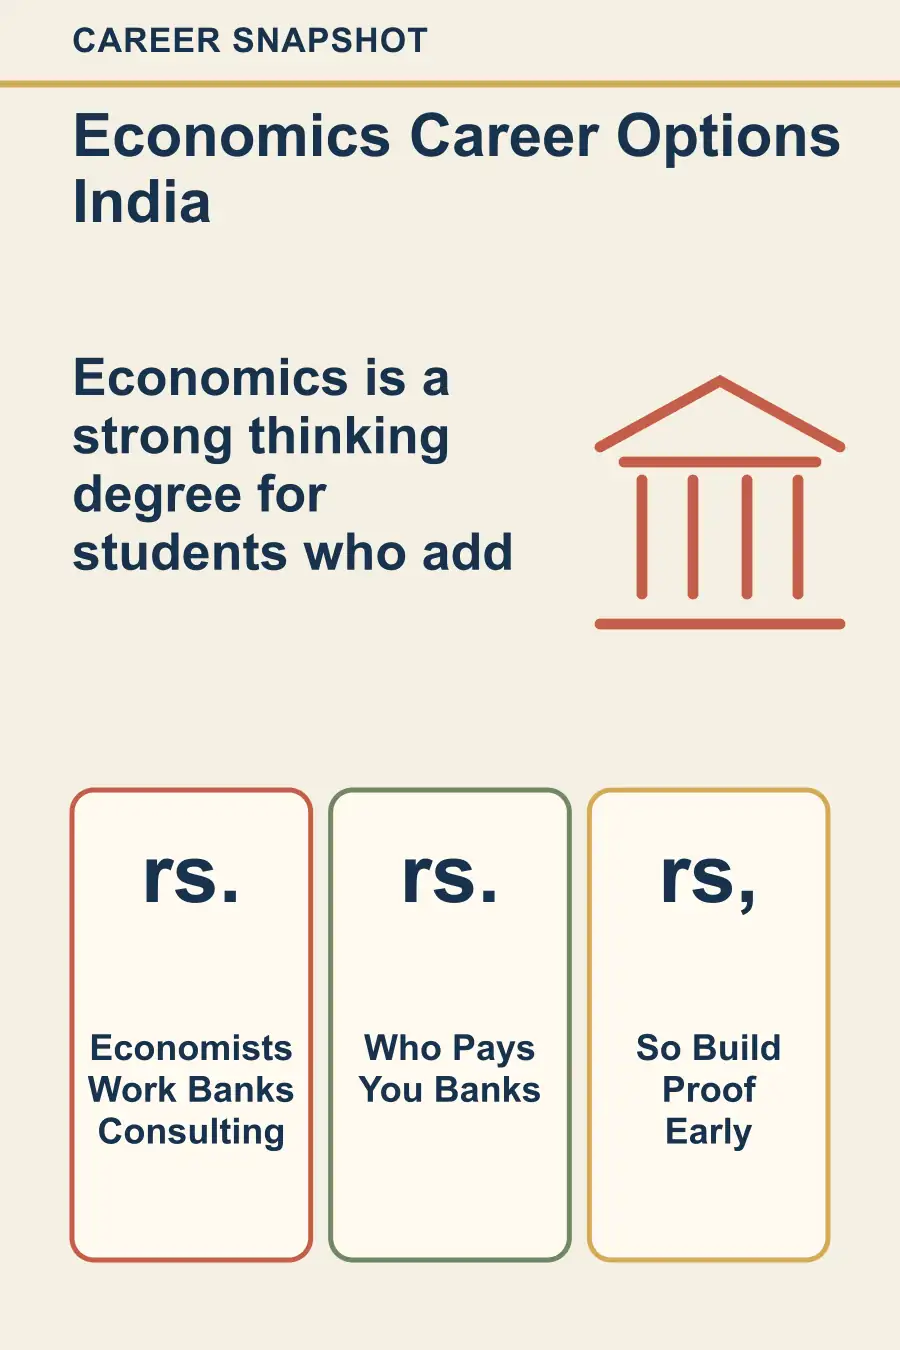 CAREER SNAPSHOT
Economics Career Options
India
Economics is a
strong thinking
degree for
students who add
rs.
Economists
Work Banks
Consulting
rs.
Who Pays
You Banks
rs,
So Build
Proof
Early